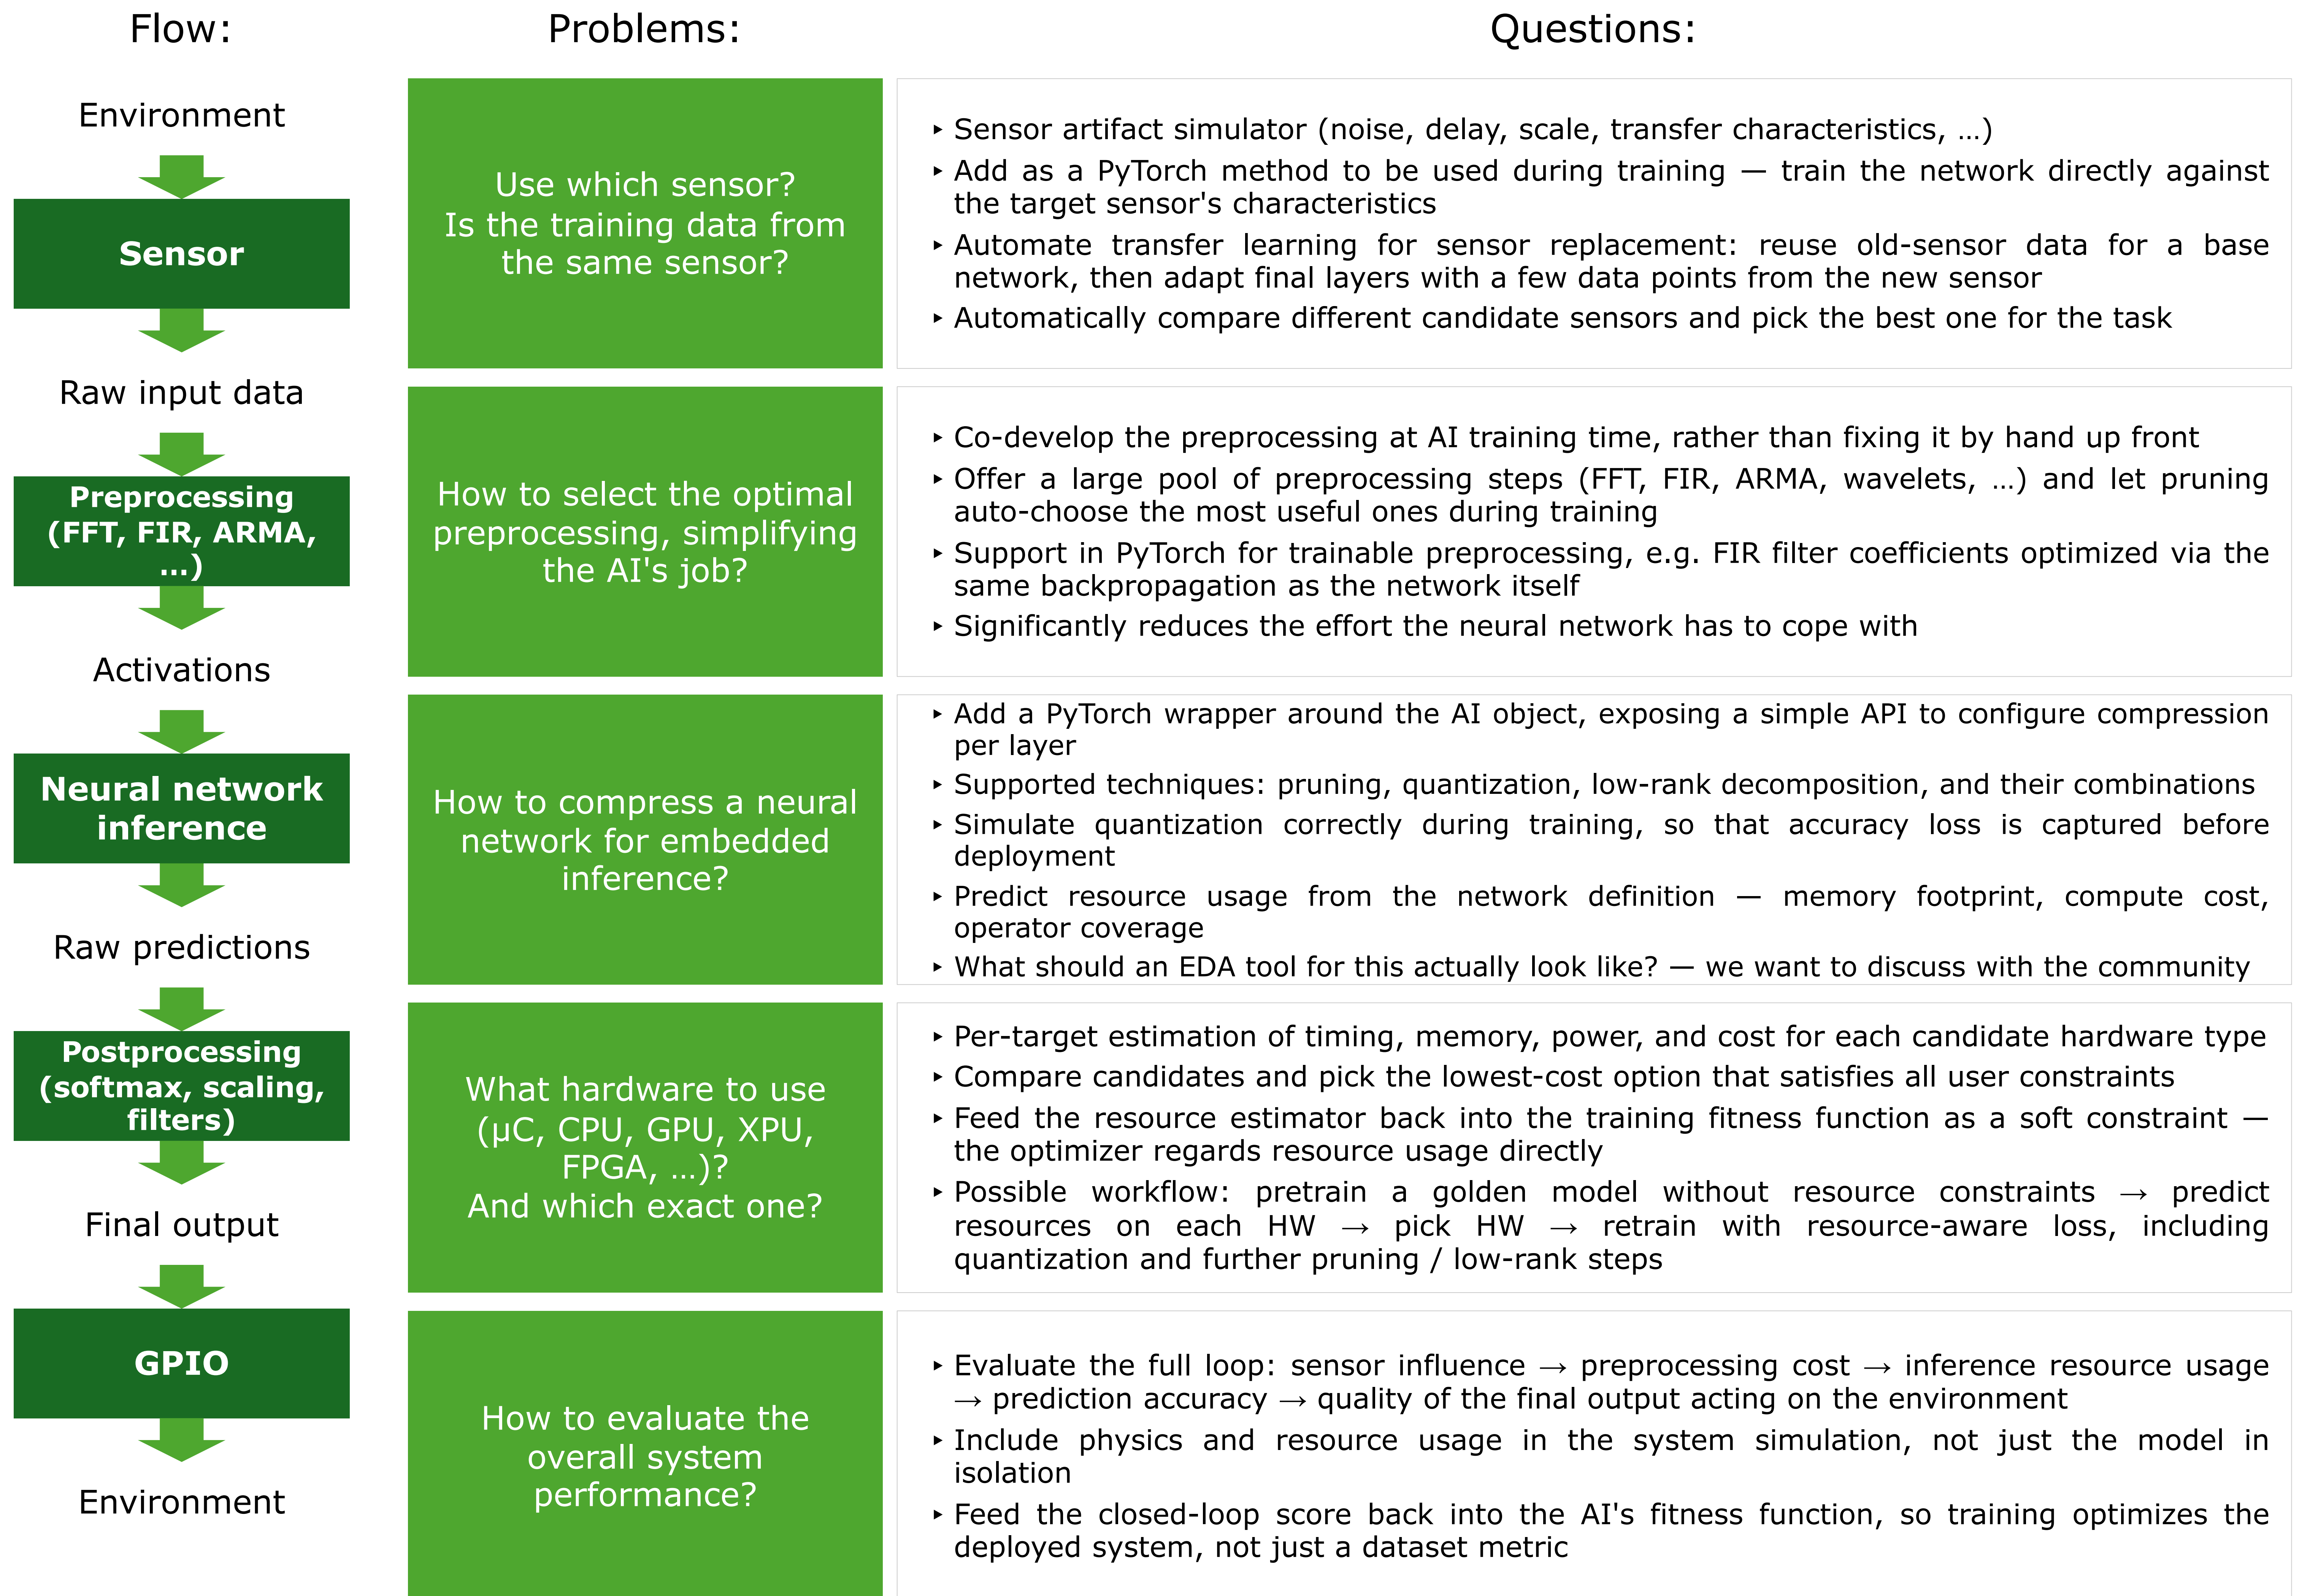 Flow:
Problems:
Questions:
Environment
Sensor
Raw input data
Preprocessing
(FFT, FIR, ARMA,
…)
Activations
Neural network
inference
Raw predictions
Postprocessing
(softmax, scaling,
filters)
Final output
GPIO
Environment
Use which sensor?
Is the training data from
the same sensor?
‣ Sensor artifact simulator (noise, delay, scale, transfer characteristics, …)
‣ Add as a PyTorch method to be used during training — train the network directly against
the target sensor's characteristics
‣ Automate transfer learning for sensor replacement: reuse old-sensor data for a base
network, then adapt final layers with a few data points from the new sensor
‣ Automatically compare different candidate sensors and pick the best one for the task
How to select the optimal
preprocessing, simplifying
the AI's job?
‣ Co-develop the preprocessing at AI training time, rather than fixing it by hand up front
‣ Offer a large pool of preprocessing steps (FFT, FIR, ARMA, wavelets, …) and let pruning
auto-choose the most useful ones during training
‣ Support in PyTorch for trainable preprocessing, e.g. FIR filter coefficients optimized via the
same backpropagation as the network itself
‣ Significantly reduces the effort the neural network has to cope with
How to compress a neural
network for embedded
inference?
‣ Add a PyTorch wrapper around the AI object, exposing a simple API to configure compression
per layer
‣ Supported techniques: pruning, quantization, low-rank decomposition, and their combinations
‣ Simulate quantization correctly during training, so that accuracy loss is captured before
deployment
‣ Predict resource usage from the network definition — memory footprint, compute cost,
operator coverage
‣ What should an EDA tool for this actually look like? — we want to discuss with the community
What hardware to use
(µC, CPU, GPU, XPU,
FPGA, …)?
And which exact one?
‣ Per-target estimation of timing, memory, power, and cost for each candidate hardware type
‣ Compare candidates and pick the lowest-cost option that satisfies all user constraints
‣ Feed the resource estimator back into the training fitness function as a soft constraint —
the optimizer regards resource usage directly
‣ Possible workflow: pretrain a golden model without resource constraints → predict
resources on each HW → pick HW → retrain with resource-aware loss, including
quantization and further pruning / low-rank steps
How to evaluate the
overall system
performance?
‣ Evaluate the full loop: sensor influence → preprocessing cost → inference resource usage
→ prediction accuracy → quality of the final output acting on the environment
‣ Include physics and resource usage in the system simulation, not just the model in
isolation
‣ Feed the closed-loop score back into the AI's fitness function, so training optimizes the
deployed system, not just a dataset metric